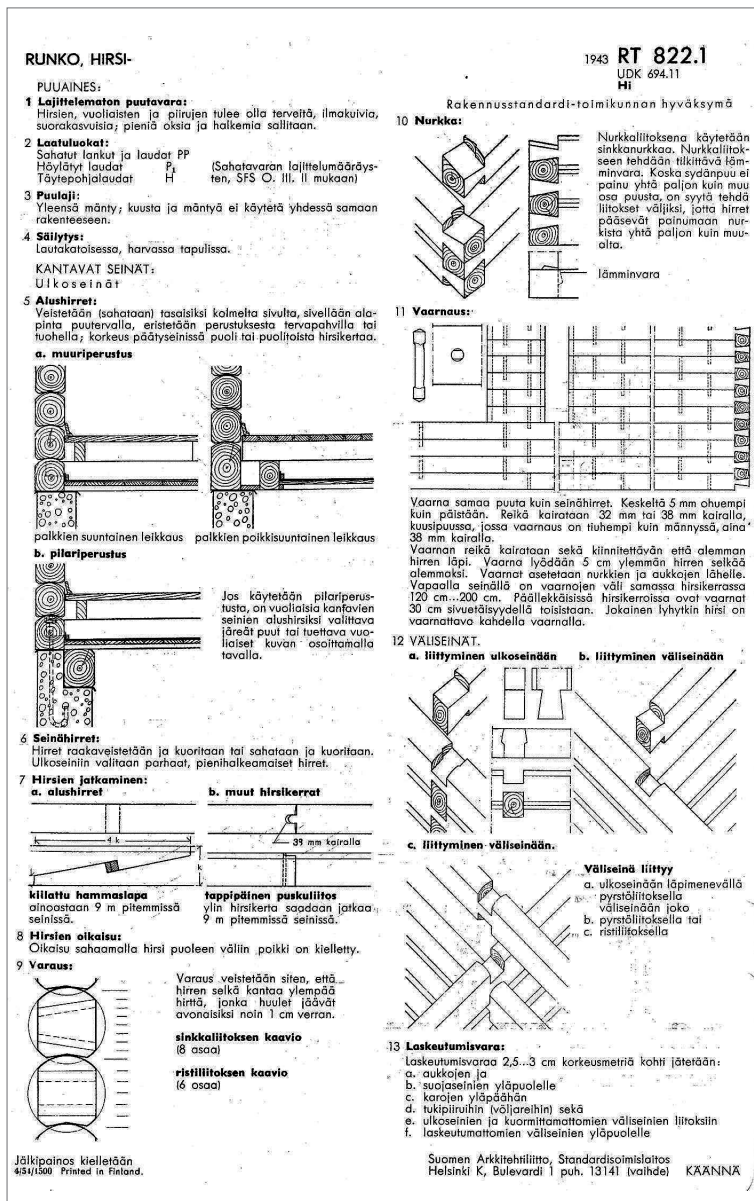 RUNKO, HIRSI-
1943 RT 822.1
UDK 694.11
Hi
Rakennusstandardi-toimikunnan hyväksymä
PUUAINES:
1 Lajittelematon puutavara:
Hirsien, vuoliaisten ja piirujen tulee olla terveitä, ilmakuivia,
suorakasvuisia; pieniä oksia ja halkemia sallitaan.
2 Laatuluokat:
Sahatut lankut ja laudat PP
Höylätyt laudat P₁ (Sahatavaran lajittelumääräys-
Täytepohjalaudat H ten, SFS O. III. II mukaan)
3 Puulaji:
Yleensä mänty; kuusta ja mäntyä ei käytetä yhdessä samaan
rakenteeseen.
4 Säilytys:
Lautakatoisessa, harvassa tapulissa.
KANTAVAT SEINÄT:
Ulkoseinät
5 Alushirret:
Veistetään (sahataan) tasaisiksi kolmelta sivulta, sivellään ala-
pinta puutervalla, eristetään perustuksesta tervapahvilla tai
tuohella; korkeus päätyseinissä puoli tai puolitoista hirsikertaa.
a. muuriperustus
palkkien suuntainen leikkaus palkkien poikkisuuntainen leikkaus
b. pilariperustus
Jos käytetään pilariperus-
tusta, on vuoliaisia kanfavien
seinien alushirsiksi valittava
järeät puut tai tuettava vuo-
liaiset kuvan osoittamalla
tavalla.
6 Seinähirret:
Hirret raakaveistetään ja kuoritaan tai sahataan ja kuoritaan.
Ulkoseiniin valitaan parhaat, pienihalkeamaiset hirret.
7 Hirsien jatkaminen:
a. alushirret b. muut hirsikerrat
4 k
k
39 mm kairalla
kiilattu hammaslapa
ainoastaan 9 m pitemmissä
seinissä.
tappipäinen puskuliitos
ylin hirsikerta saadaan jatkaa
9 m pitemmissä seinissä.
8 Hirsien oikaisu:
Oikaisu sahaamalla hirsi puoleen väliin poikki on kielletty.
9 Varaus:
Varaus veistetään siten, että
hirren selkä kantaa ylempää
hirttä, jonka huulet jäävät
avonaisiksi noin 1 cm verran.
sinkkaliitoksen kaavio
(8 osaa)
ristiliitoksen kaavio
(6 osaa)
Jälkipainos kielletään
4/54/1500 Printed in Finland.
10 Nurkka:
Nurkkaliitoksena käytetään
sinkkanurkkaa. Nurkkaliitok-
seen tehdään tilkittävä läm-
minvara. Koska sydänpuu ei
painu yhtä paljon kuin muu
osa puusta, on syytä tehdä
liitokset väljiksi, jotta hirret
pääsevät painumaan nur-
kista yhtä paljon kuin muu-
alta.
lämminvara
11 Vaarnaus:
Vaarna samaa puuta kuin seinähirret. Keskeltä 5 mm ohuempi
kuin päistään. Reikä kairataan 32 mm tai 38 mm kairalla,
kuusipuussa, jossa vaarnaus on tiuhempi kuin männyssä, aina
38 mm kairalla.
Vaarnan reikä kairataan sekä kiinnitettävän että alemman
hirren läpi. Vaarna lyödään 5 cm ylemmän hirren selkää
alemmaksi. Vaarnat asetetaan nurkkien ja aukkojen lähelle.
Vapaalla seinällä on vaarnojen väli samassa hirsikerrassa
120 cm...200 cm. Päällekkäisissä hirsikerroissa ovat vaarnat
30 cm sivuetäisyydellä toisistaan. Jokainen lyhytkin hirsi on
vaarnattava kahdella vaarnalla.
12 VÄLISEINÄT.
a. liittyminen ulkoseinään b. liittyminen väliseinään
c. liittyminen väliseinään.
Väliseinä liittyy
a. ulkoseinään läpimenevällä
pyrstöliitoksella
väliseinään joko
b. pyrstöliitoksella tai
c. ristiliitoksella
13 Laskeutumisvara:
Laskeutumisvaraa 2,5...3 cm korkeusmetriä kohti jätetään:
a. aukkojen ja
b. suojaseinien yläpuolelle
c. karojen yläpäähän
d. tukipiiruihin (völjareihin) sekä
e. ulkoseinien ja kuormittamattomien väliseinien liitoksiin
f. laskeutumattomien väliseinien yläpuolelle
Suomen Arkkitehtiliitto, Standardisoimislaitos
Helsinki K, Bulevardi 1 puh. 13141 (vaihde) KÄÄNNÄ